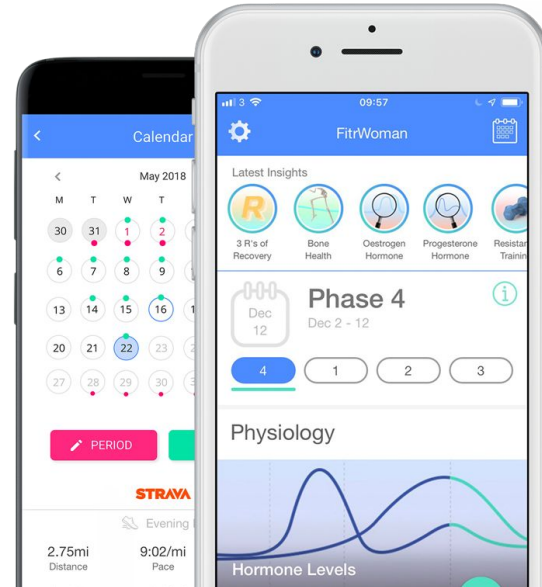 Calendar
May 2018
M T W T
30 31 1 2
6 7 8 9
13 14 15 16
20 21 22 23
27 28 29 30
PERIOD
STRAVA
Evening
2.75mi 9:02/mi
Distance Pace
3 09:57
FitrWoman
Latest Insights
R
3 R's of Recovery
Bone Health
Oestrogen Hormone
Progesterone Hormone
Dec 12
Phase 4
Dec 2 - 12
4 1 2 3
Physiology
Hormone Levels